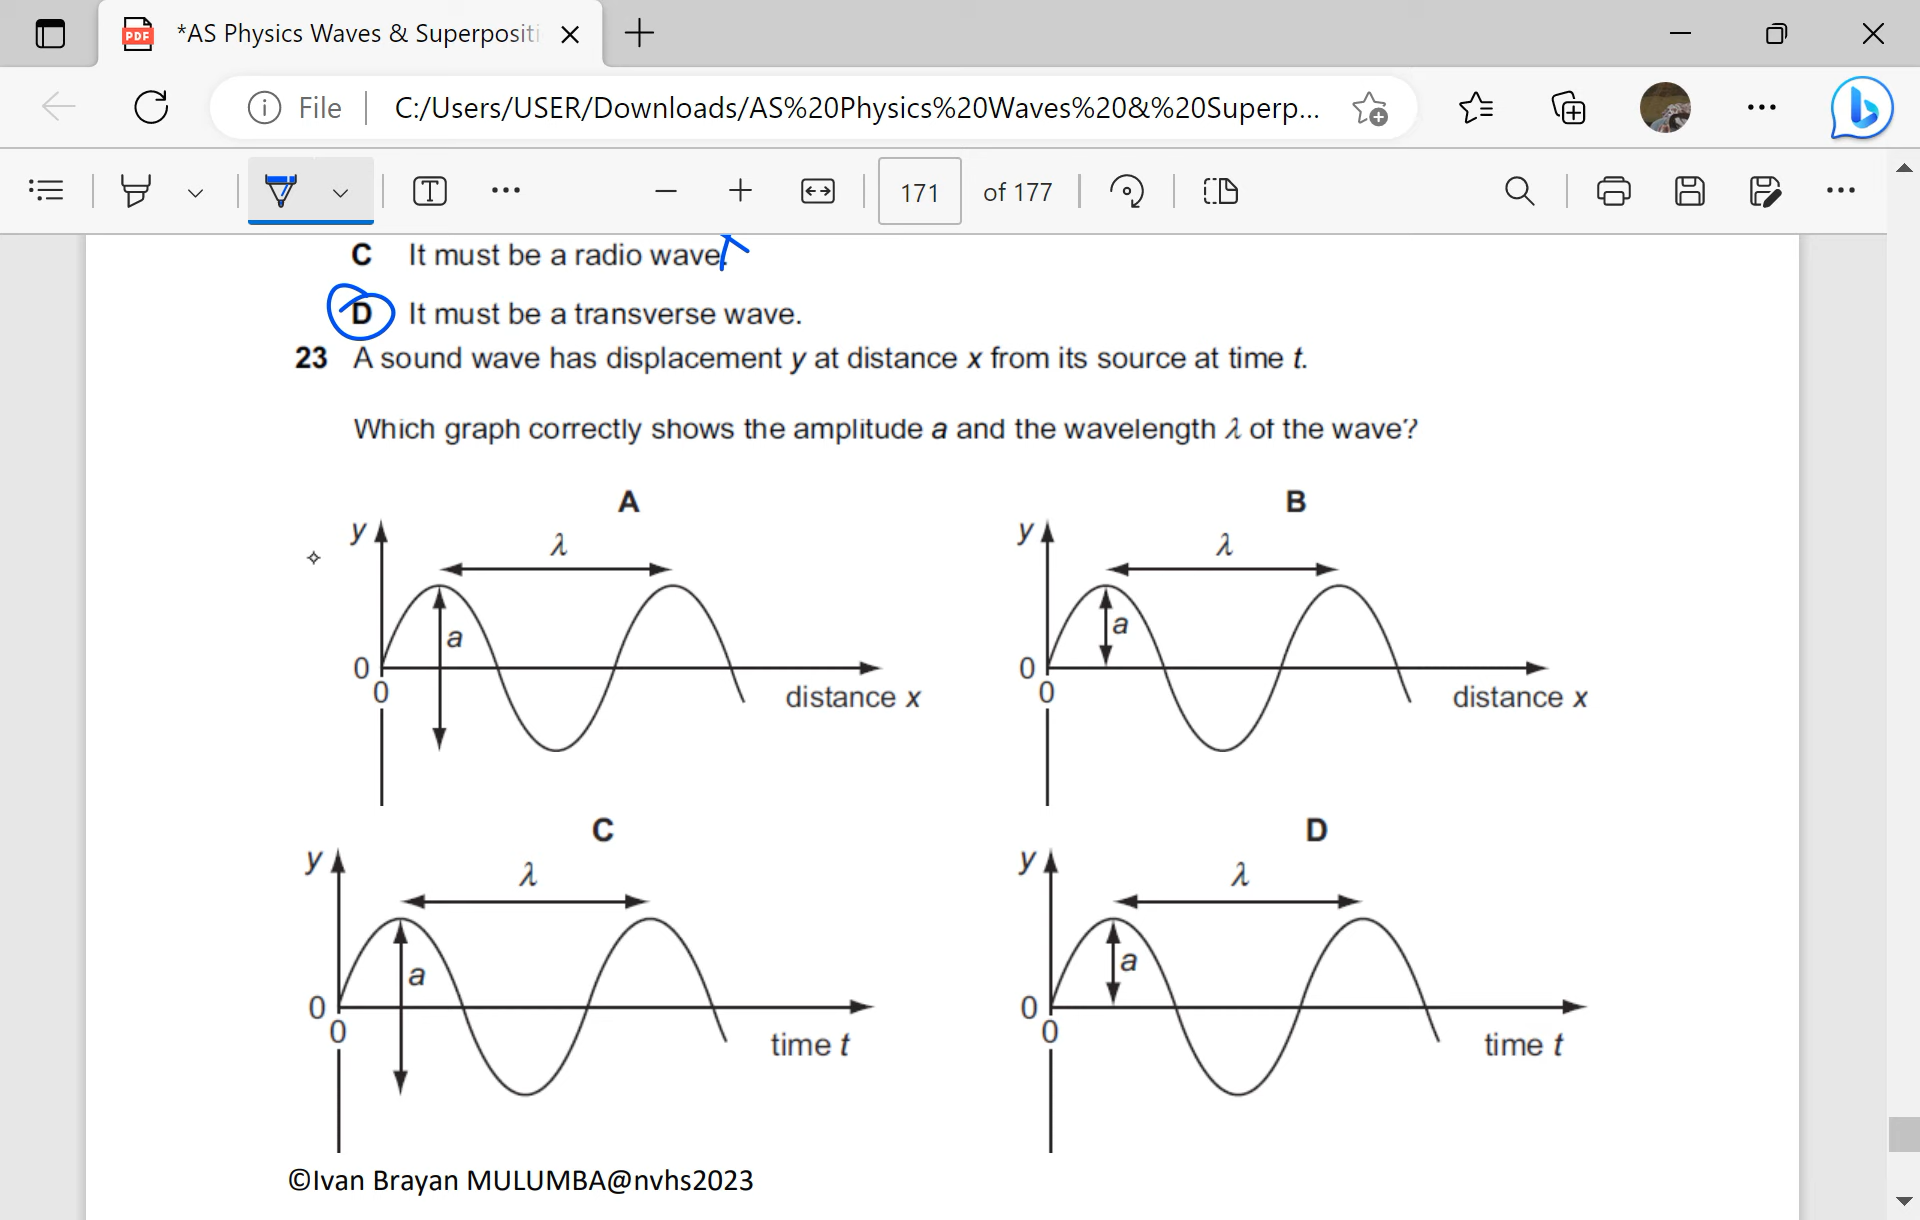 PDF *AS Physics Waves & Superpositi
File C:/Users/USER/Downloads/AS%20Physics%20Waves%20&%20Superp...
171 of 177
C It must be a radio wave.
D It must be a transverse wave.
23 A sound wave has displacement y at distance x from its source at time t.
Which graph correctly shows the amplitude a and the wavelength λ of the wave?
A
y
λ
a
0
0
distance x
B
y
λ
a
0
0
distance x
C
y
λ
a
0
0
time t
D
y
λ
a
0
0
time t
©Ivan Brayan MULUMBA@nvhs2023